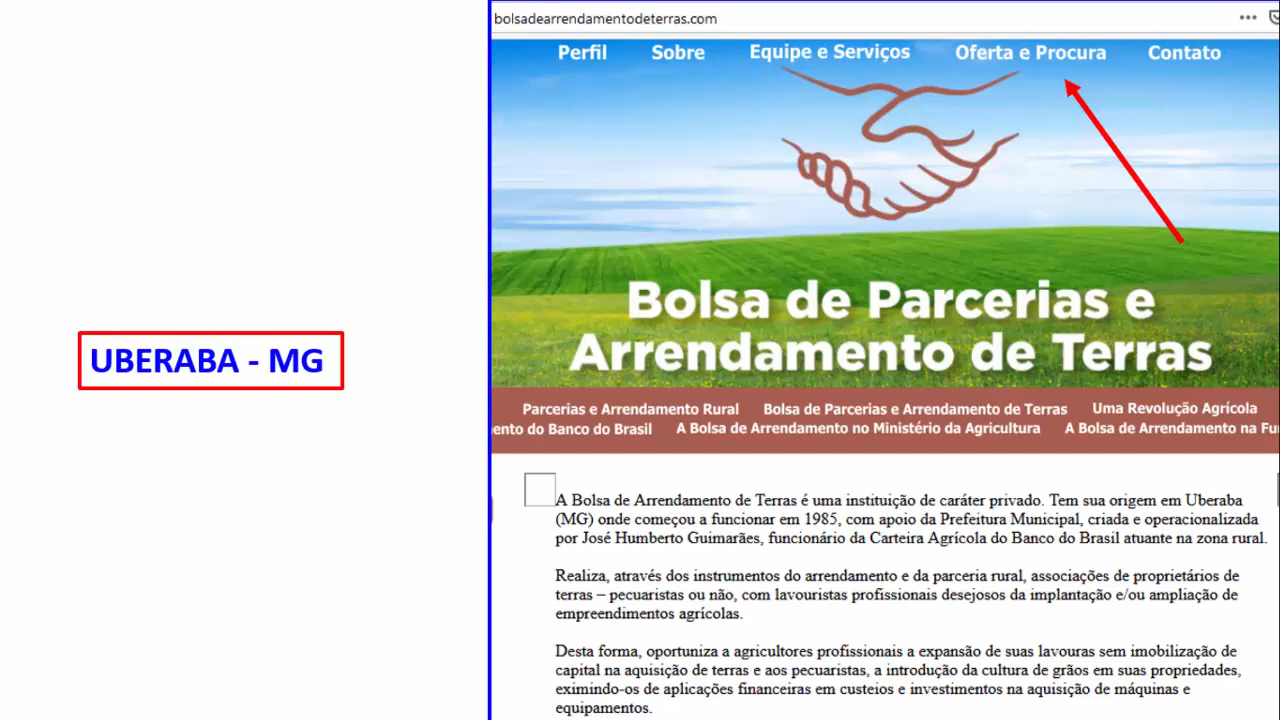 bolsadearrendamentodeterras.com
Perfil Sobre Equipe e Serviços Oferta e Procura Contato
UBERABA - MG
Bolsa de Parcerias e
Arrendamento de Terras
Parcerias e Arrendamento Rural Bolsa de Parcerias e Arrendamento de Terras Uma Revolução Agrícola
do Banco do Brasil A Bolsa de Arrendamento no Ministério da Agricultura A Bolsa de Arrendamento na
A Bolsa de Arrendamento de Terras é uma instituição de caráter privado. Tem sua origem em Uberaba
(MG) onde começou a funcionar em 1985, com apoio da Prefeitura Municipal, criada e operacionalizada
por José Humberto Guimarães, funcionário da Carteira Agrícola do Banco do Brasil atuante na zona rural.
Realiza, através dos instrumentos do arrendamento e da parceria rural, associações de proprietários de
terras – pecuaristas ou não, com lavouristas profissionais desejosos da implantação e/ou ampliação de
empreendimentos agrícolas.
Desta forma, oportuniza a agricultores profissionais a expansão de suas lavouras sem imobilização de
capital na aquisição de terras e aos pecuaristas, a introdução da cultura de grãos em suas propriedades,
eximindo-os de aplicações financeiras em custeios e investimentos na aquisição de máquinas e
equipamentos.